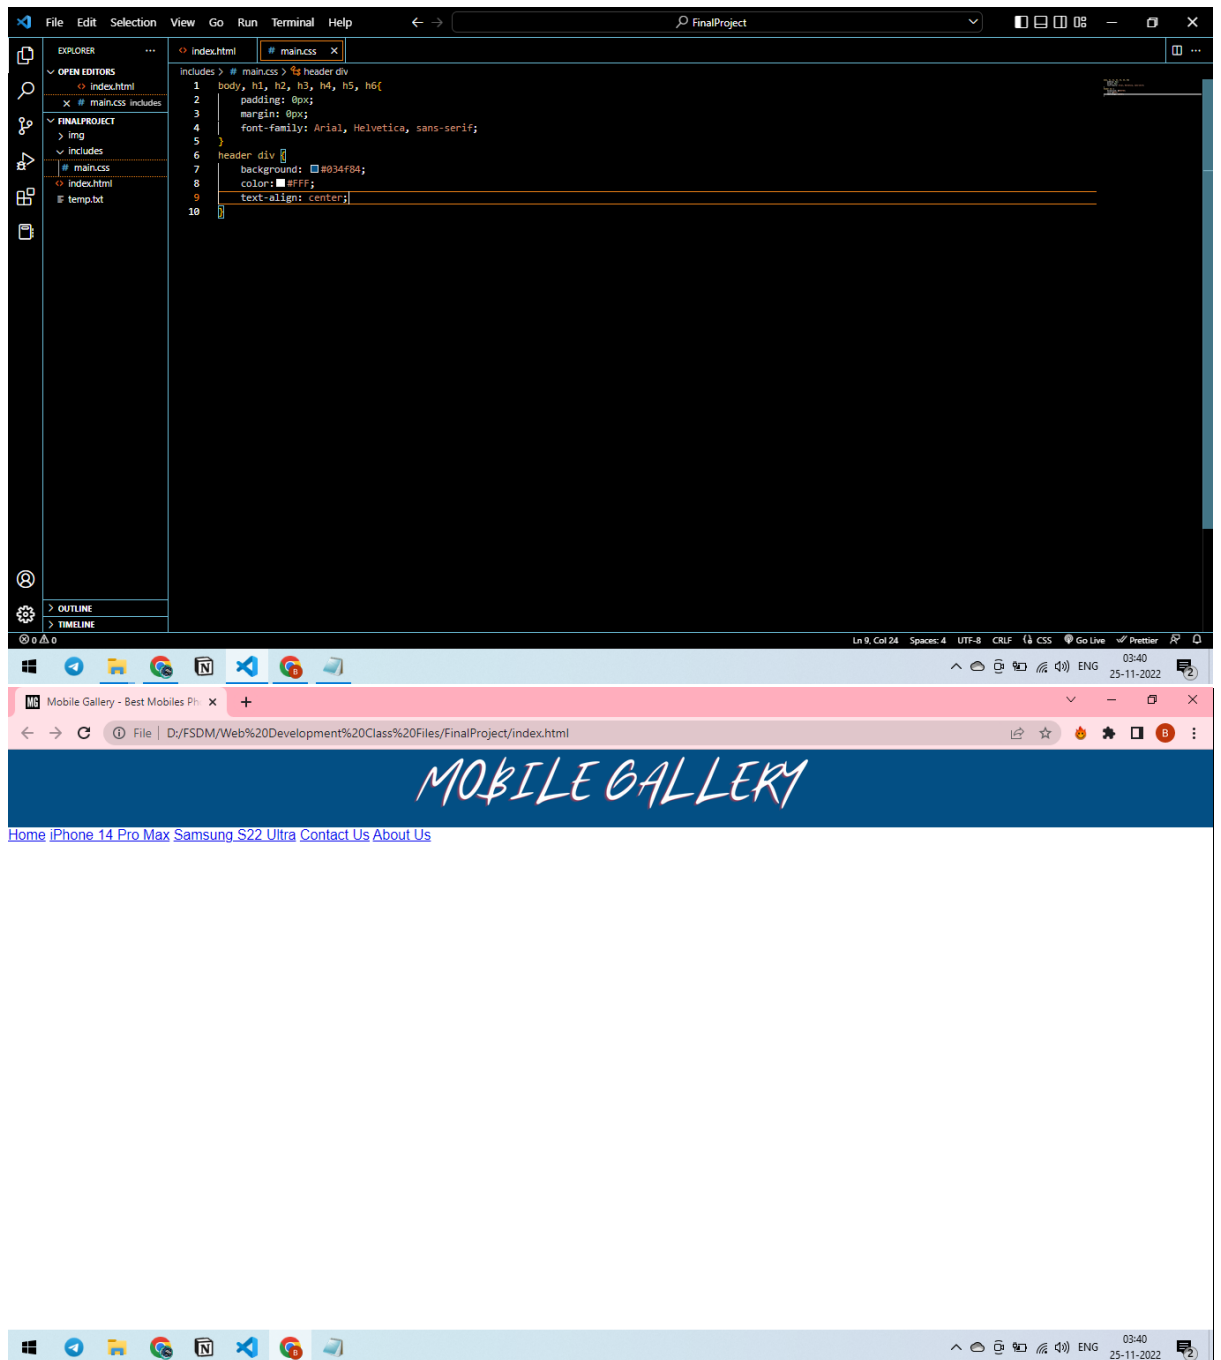 File Edit Selection View Go Run Terminal Help FinalProject
EXPLORER
index.html # main.css
OPEN EDITORS
index.html
# main.css includes
FINALPROJECT
img
includes
# main.css
index.html
temp.txt
includes > # main.css > header div
1 body, h1, h2, h3, h4, h5, h6{
2 padding: 0px;
3 margin: 0px;
4 font-family: Arial, Helvetica, sans-serif;
5 }
6 header div {
7 background: #034f84;
8 color: #FFF;
9 text-align: center;
10 }
OUTLINE
TIMELINE
0 0 Ln 9, Col 24 Spaces: 4 UTF-8 CRLF CSS Go Live Prettier
ENG 03:40
25-11-2022 2
MG Mobile Gallery - Best Mobiles Ph
File D:/FSDM/Web%20Development%20Class%20Files/FinalProject/index.html B
MOBILE GALLERY
Home iPhone 14 Pro Max Samsung S22 Ultra Contact Us About Us
ENG 03:40
25-11-2022 2